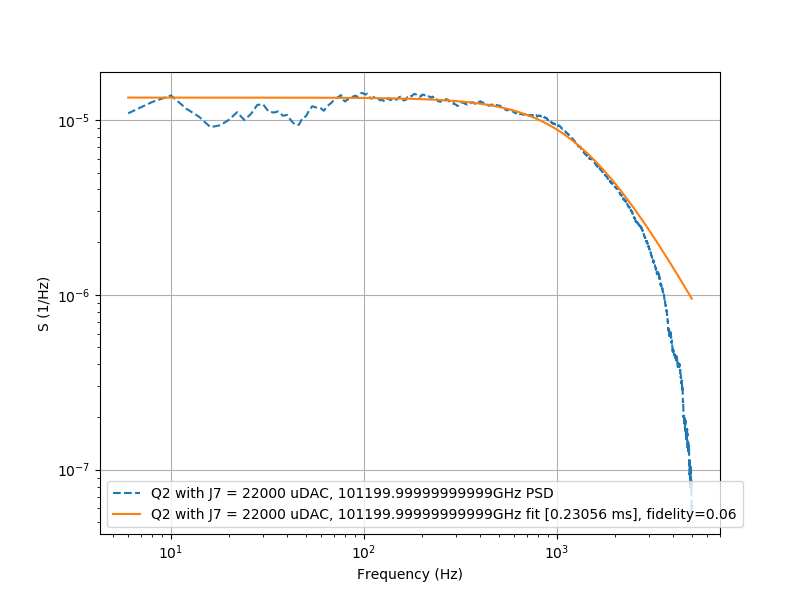 10⁻⁵
10⁻⁶
10⁻⁷
S (1/Hz)
Q2 with J7 = 22000 uDAC, 101199.99999999999GHz PSD
Q2 with J7 = 22000 uDAC, 101199.99999999999GHz fit [0.23056 ms], fidelity=0.06
10¹ 10² 10³
Frequency (Hz)